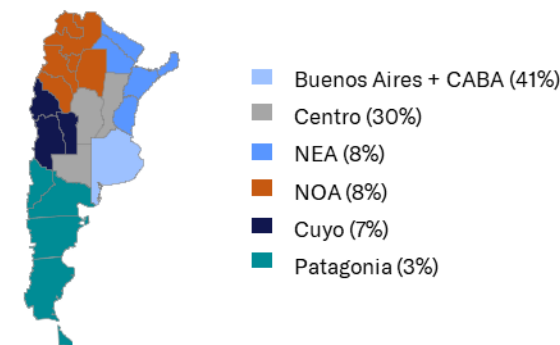 Buenos Aires + CABA (41%)
Centro (30%)
NEA (8%)
NOA (8%)
Cuyo (7%)
Patagonia (3%)